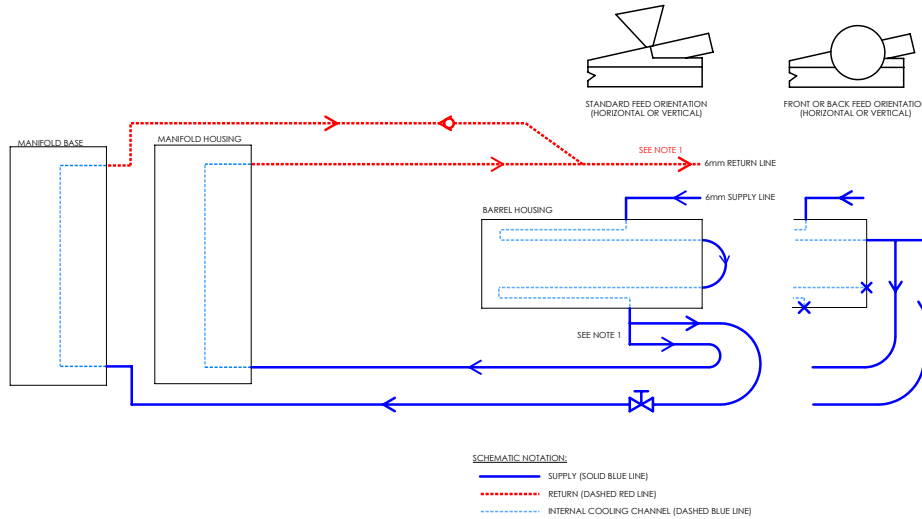 STANDARD FEED ORIENTATION
(HORIZONTAL OR VERTICAL)
FRONT OR BACK FEED ORIENTATION
(HORIZONTAL OR VERTICAL)
MANIFOLD BASE
MANIFOLD HOUSING
SEE NOTE 1
6mm RETURN LINE
6mm SUPPLY LINE
BARREL HOUSING
SEE NOTE 1
SCHEMATIC NOTATION:
SUPPLY (SOLID BLUE LINE)
RETURN (DASHED RED LINE)
INTERNAL COOLING CHANNEL (DASHED BLUE LINE)